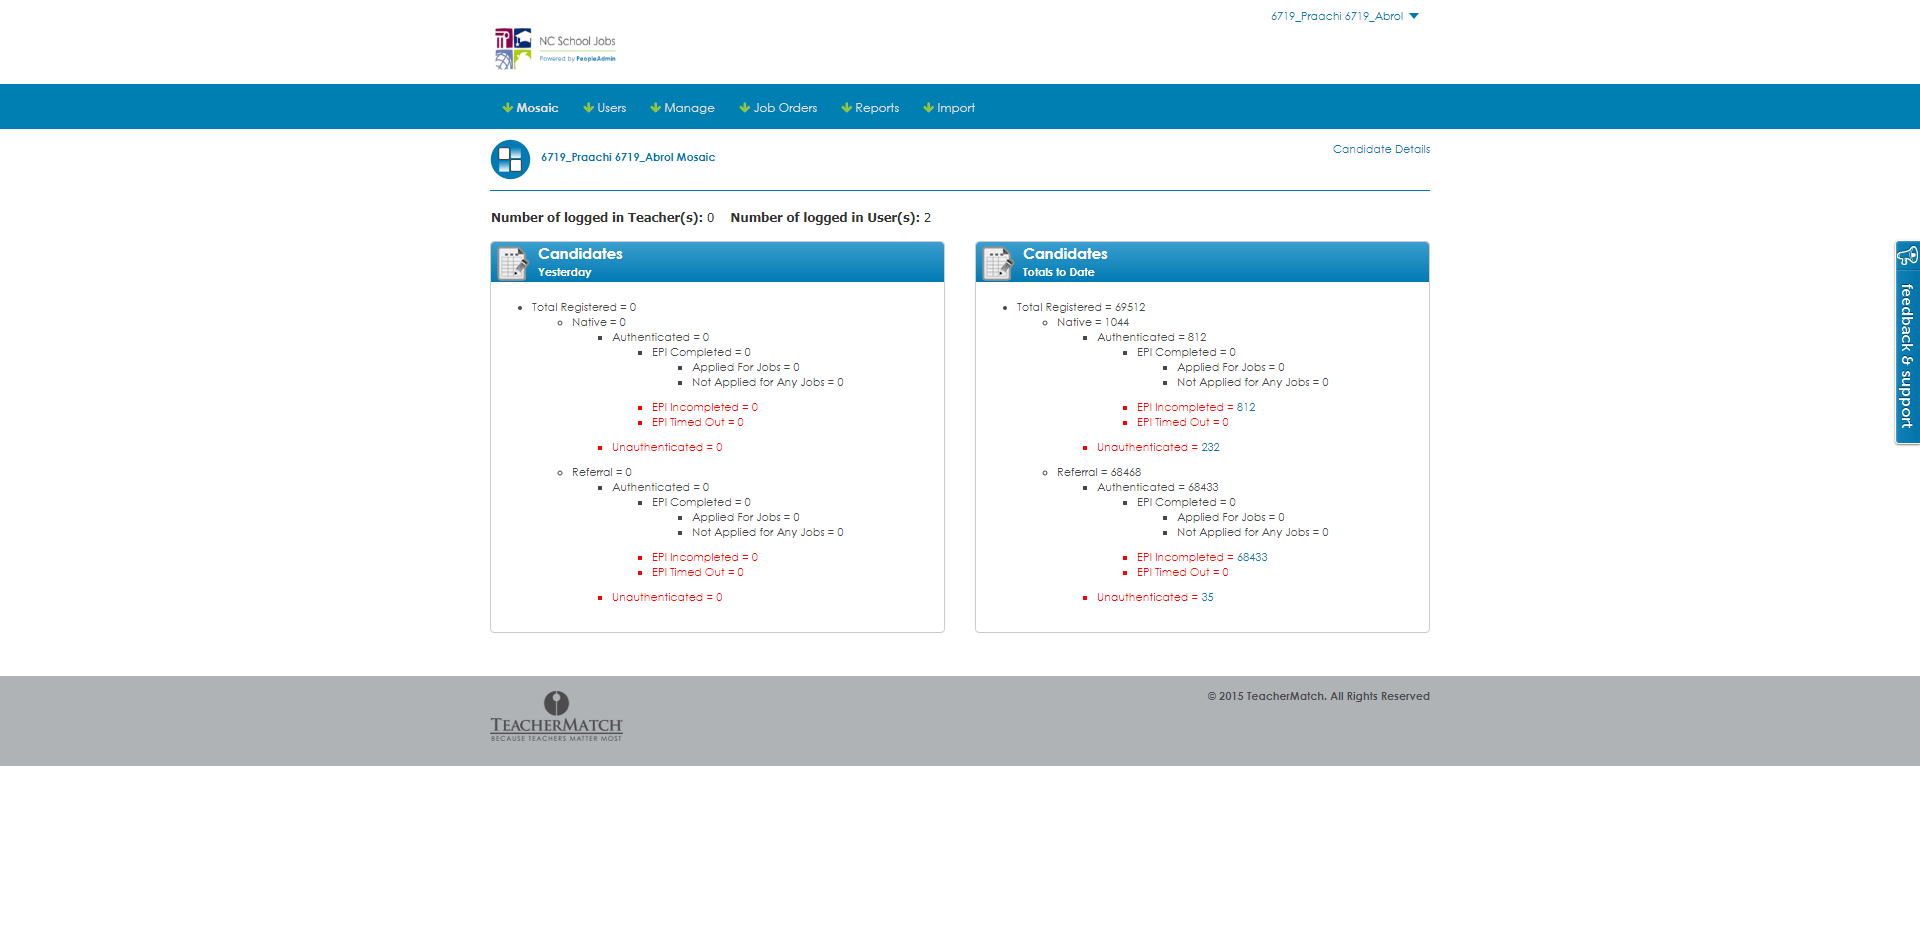 6719_Praachi 6719_Abrol
NC School Jobs
Powered by PeopleAdmin
Mosaic Users Manage Job Orders Reports Import
6719_Praachi 6719_Abrol Mosaic
Candidate Details
Number of logged in Teacher(s): 0 Number of logged in User(s): 2
Candidates
Yesterday
Total Registered = 0
Native = 0
Authenticated = 0
EPI Completed = 0
Applied For Jobs = 0
Not Applied for Any Jobs = 0
EPI Incompleted = 0
EPI Timed Out = 0
Unauthenticated = 0
Referral = 0
Authenticated = 0
EPI Completed = 0
Applied For Jobs = 0
Not Applied for Any Jobs = 0
EPI Incompleted = 0
EPI Timed Out = 0
Unauthenticated = 0
Candidates
Totals to Date
Total Registered = 69512
Native = 1044
Authenticated = 812
EPI Completed = 0
Applied For Jobs = 0
Not Applied for Any Jobs = 0
EPI Incompleted = 812
EPI Timed Out = 0
Unauthenticated = 232
Referral = 68468
Authenticated = 68433
EPI Completed = 0
Applied For Jobs = 0
Not Applied for Any Jobs = 0
EPI Incompleted = 68433
EPI Timed Out = 0
Unauthenticated = 35
feedback & support
TEACHERMATCH
BECAUSE TEACHERS MATTER MOST
© 2015 TeacherMatch. All Rights Reserved